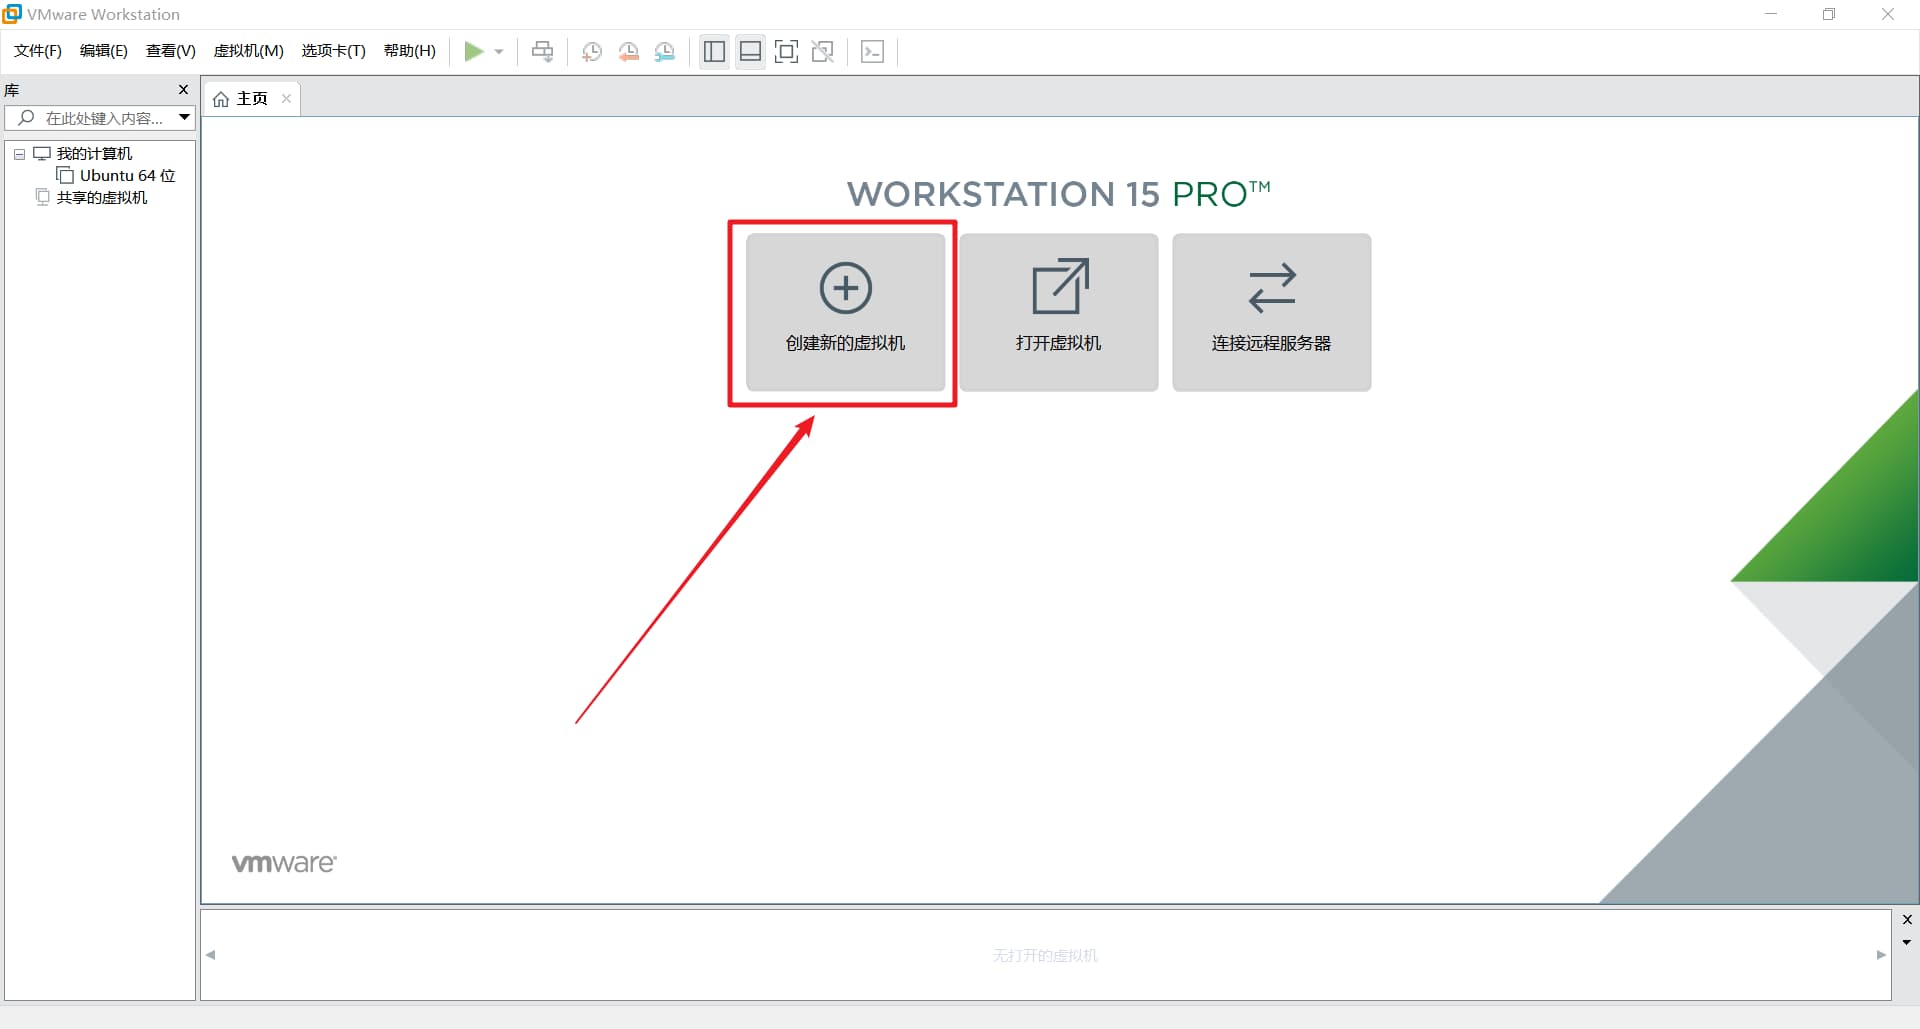 VMware Workstation
文件(F) 编辑(E) 查看(V) 虚拟机(M) 选项卡(T) 帮助(H)
库
在此处键入内容...
我的计算机
Ubuntu 64 位
共享的虚拟机
主页
WORKSTATION 15 PRO™
创建新的虚拟机
打开虚拟机
连接远程服务器
vmware
无打开的虚拟机